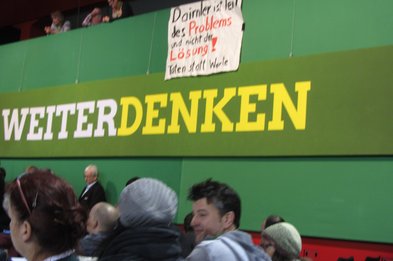 Daimler ist Teil
des Problems
und nicht der
Lösung!
Taten statt Worte
WEITERDENKEN